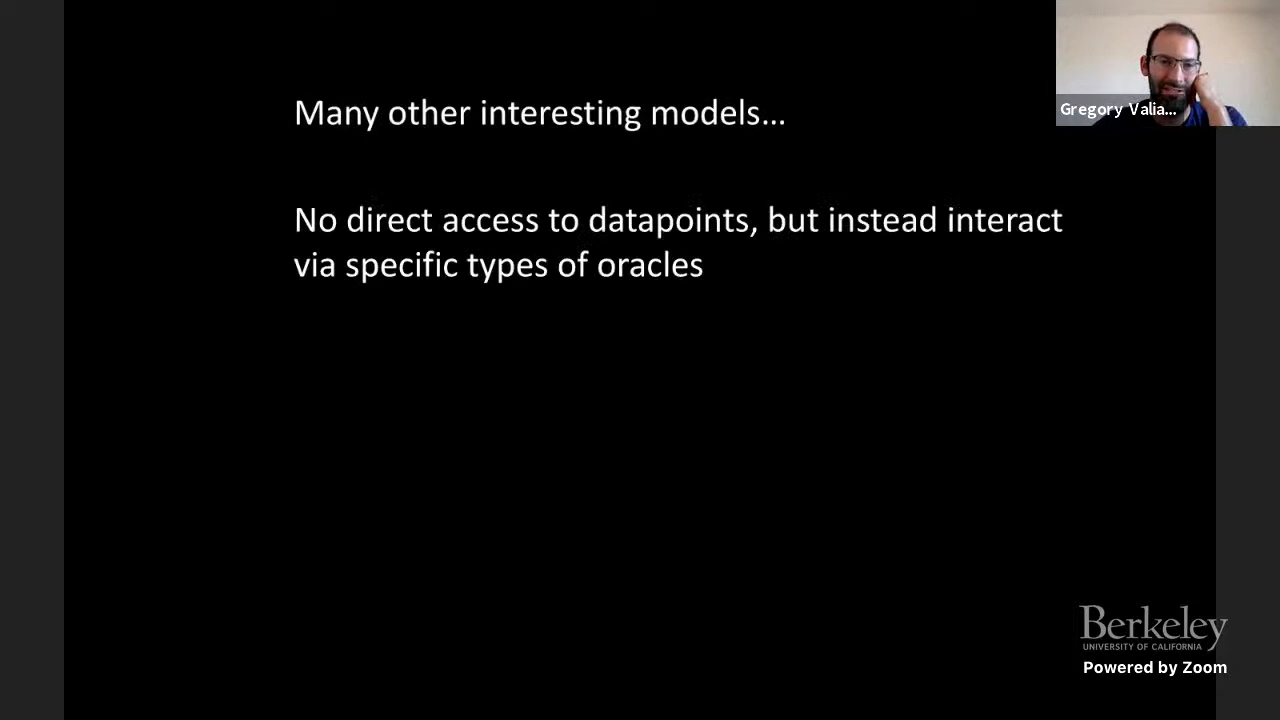 Many other interesting models…
Gregory Valia...
No direct access to datapoints, but instead interact
via specific types of oracles
Berkeley
UNIVERSITY OF CALIFORNIA
Powered by Zoom